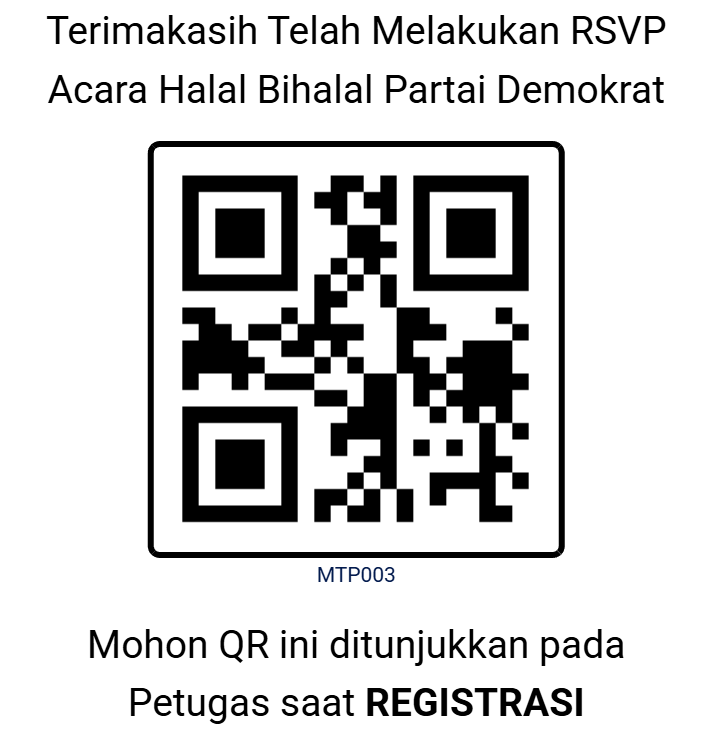 Terimakasih Telah Melakukan RSVP
Acara Halal Bihalal Partai Demokrat
MTP003
Mohon QR ini ditunjukkan pada
Petugas saat REGISTRASI